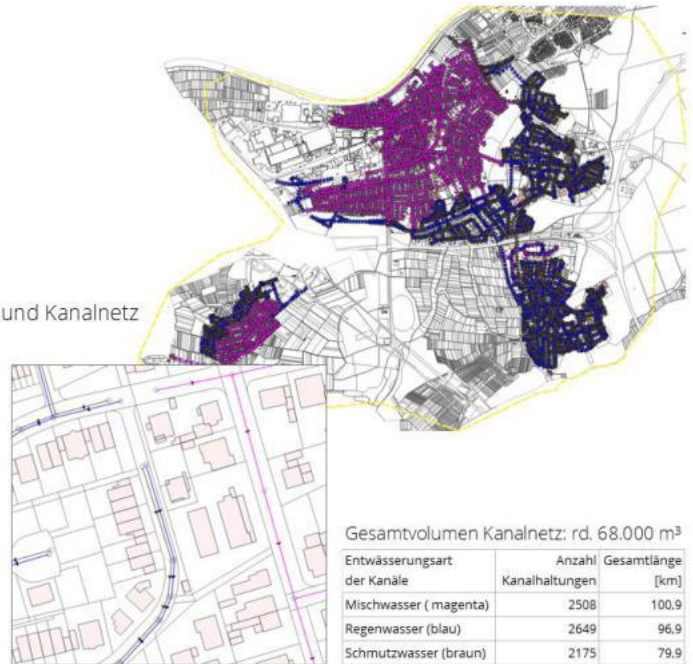 und Kanalnetz
Gesamtvolumen Kanalnetz: rd. 68.000 m³
Entwässerungsart der Kanäle Anzahl Kanalhaltungen Gesamtlänge [km]
Mischwasser ( magenta) 2508 100,9
Regenwasser (blau) 2649 96,9
Schmutzwasser (braun) 2175 79,9